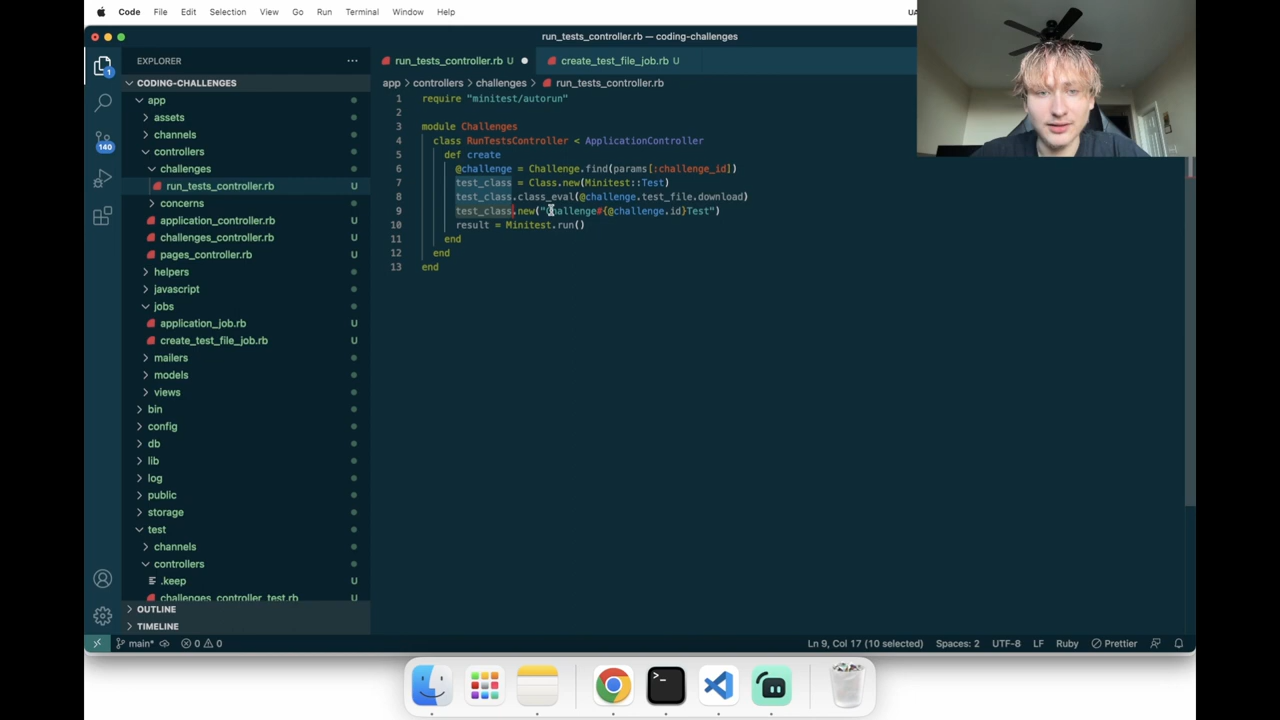 Code File Edit Selection View Go Run Terminal Window Help UA
run_tests_controller.rb — coding-challenges
EXPLORER
run_tests_controller.rb U
create_test_file_job.rb U
CODING-CHALLENGES
app > controllers > challenges > run_tests_controller.rb
app
assets
channels
controllers
challenges
run_tests_controller.rb U
concerns
application_controller.rb U
challenges_controller.rb U
pages_controller.rb U
helpers
javascript
jobs
application_job.rb U
create_test_file_job.rb U
mailers
models
views
bin
config
db
lib
log
public
storage
test
channels
controllers
.keep U
challenges_controller_test.rb U
OUTLINE
TIMELINE
1 require "minitest/autorun"
2
3 module Challenges
4 class RunTestsController < ApplicationController
5 def create
6 @challenge = Challenge.find(params[:challenge_id])
7 test_class = Class.new(Minitest::Test)
8 test_class.class_eval(@challenge.test_file.download)
9 test_class.new("Challenge#{@challenge.id}Test")
10 result = Minitest.run()
11 end
12 end
13 end
1
140
main* 0 0 Ln 9, Col 17 (10 selected) Spaces: 2 UTF-8 LF Ruby Prettier
>_